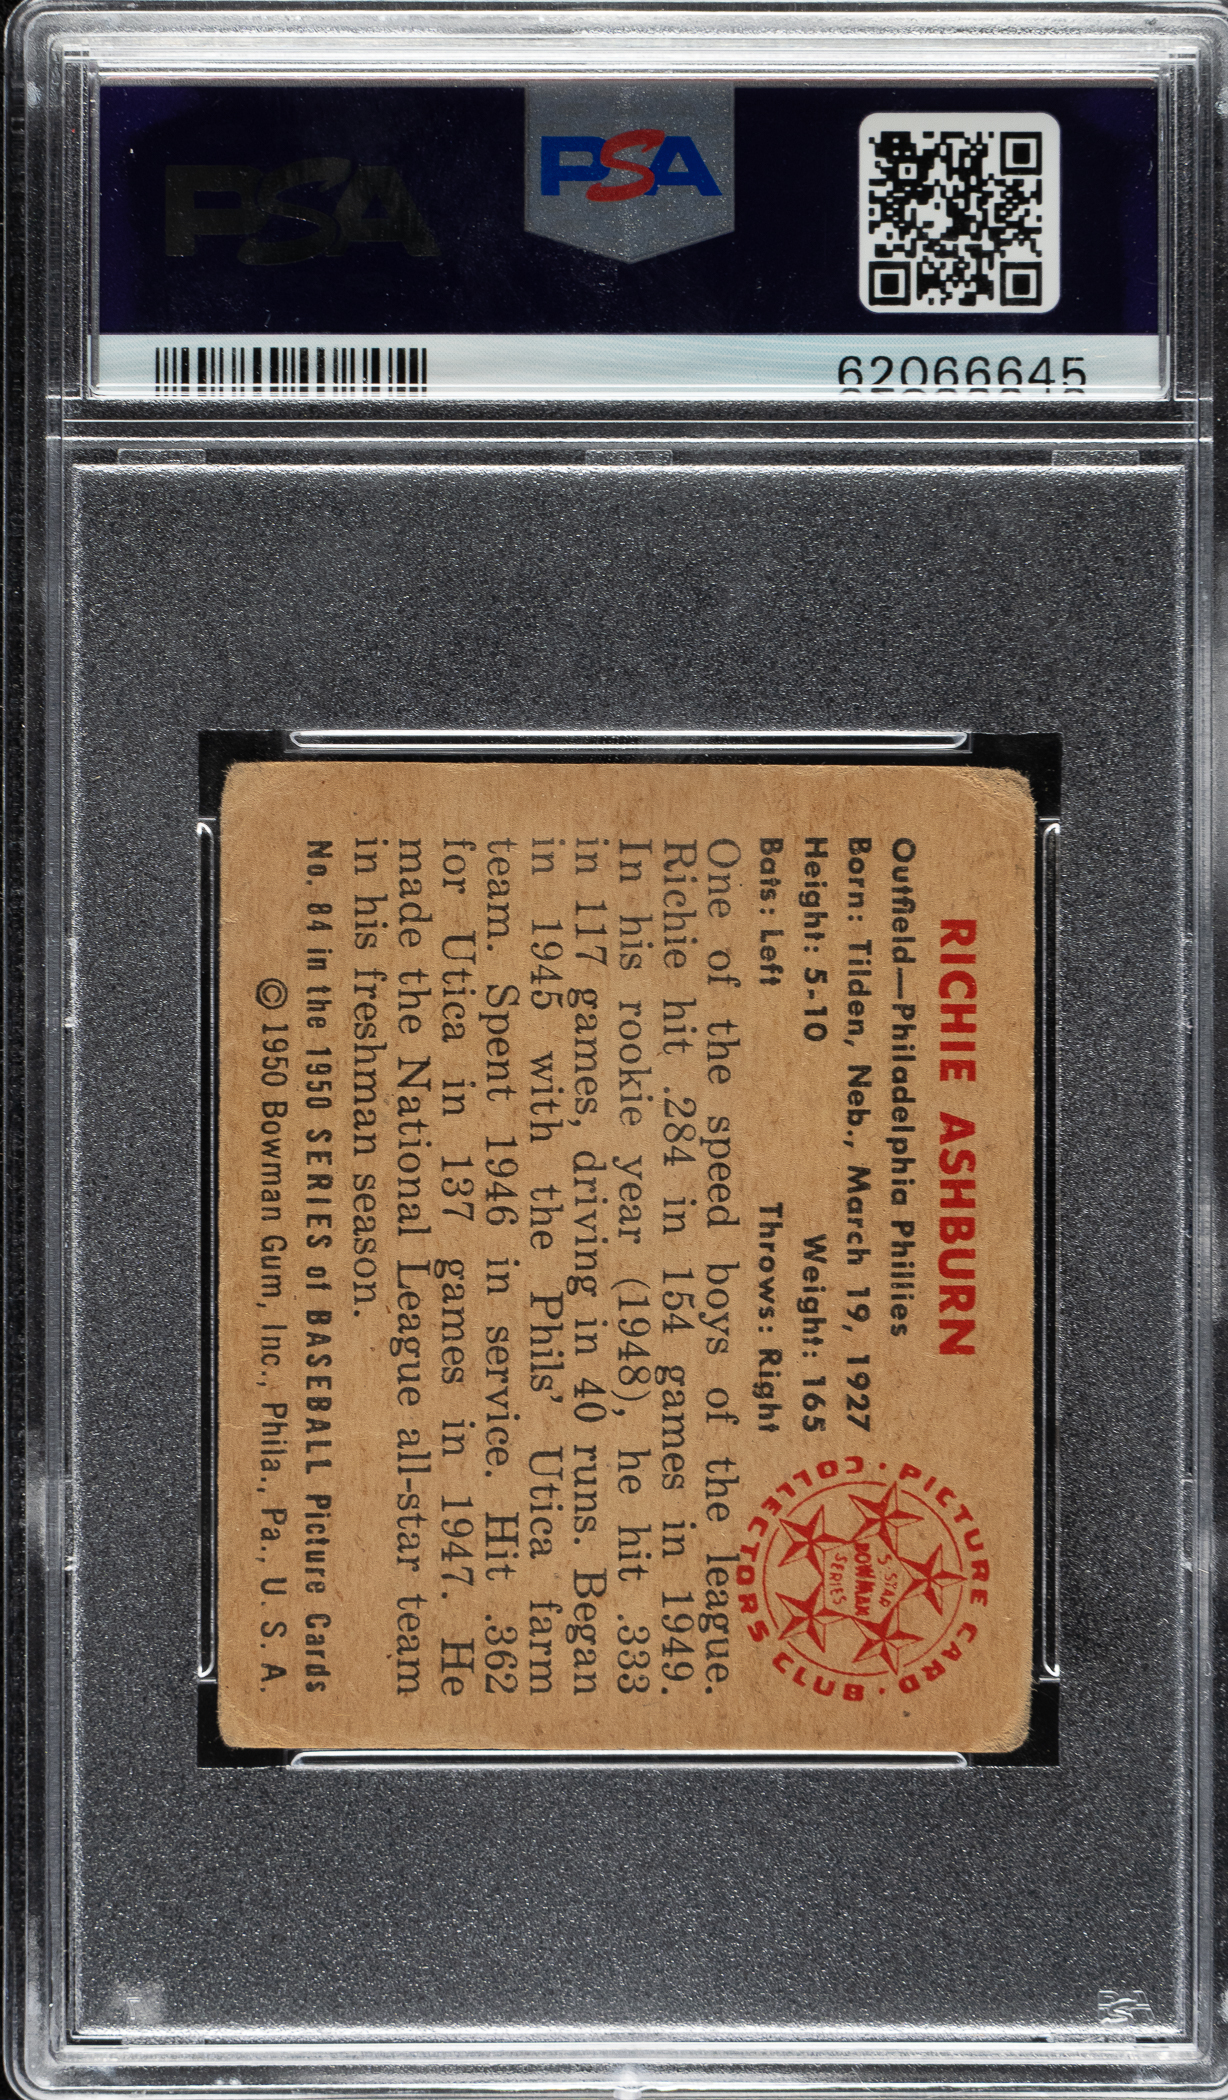 PSA
PSA
62066645
RICHIE ASHBURN
Outfield—Philadelphia Phillies
Born: Tilden, Neb., March 19, 1927
Height: 5-10 Weight: 165
Bats: Left Throws: Right
One of the speed boys of the league.
Richie hit .284 in 154 games in 1949.
In his rookie year (1948), he hit .333
in 117 games, driving in 40 runs. Began
in 1945 with the Phils' Utica farm
team. Spent 1946 in service. Hit .362
for Utica in 137 games in 1947. He
made the National League all-star team
in his freshman season.
No. 84 in the 1950 SERIES of BASEBALL Picture Cards
© 1950 Bowman Gum, Inc., Phila., Pa., U. S. A.
· PICTURE CARD · COLLECTORS CLUB
5-STAR
BOWMAN
SERIES
PSA